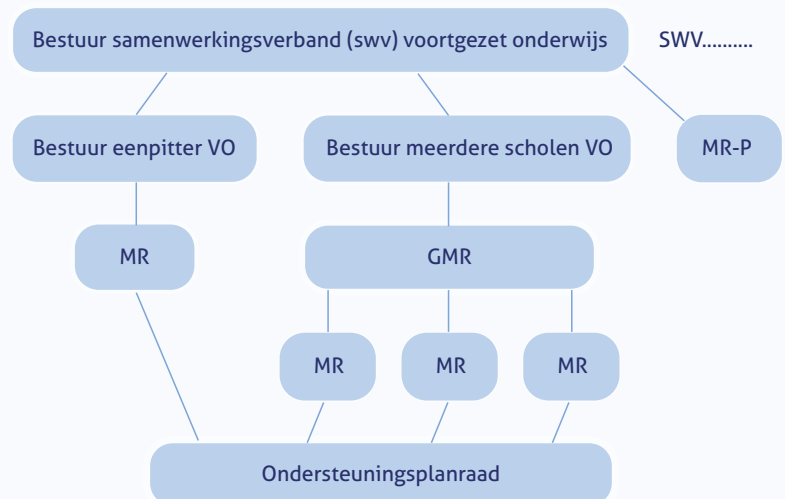 Bestuur samenwerkingsverband (swv) voortgezet onderwijs
SWV..........
Bestuur eenpitter VO
Bestuur meerdere scholen VO
MR-P
MR
GMR
MR
MR
MR
Ondersteuningsplanraad